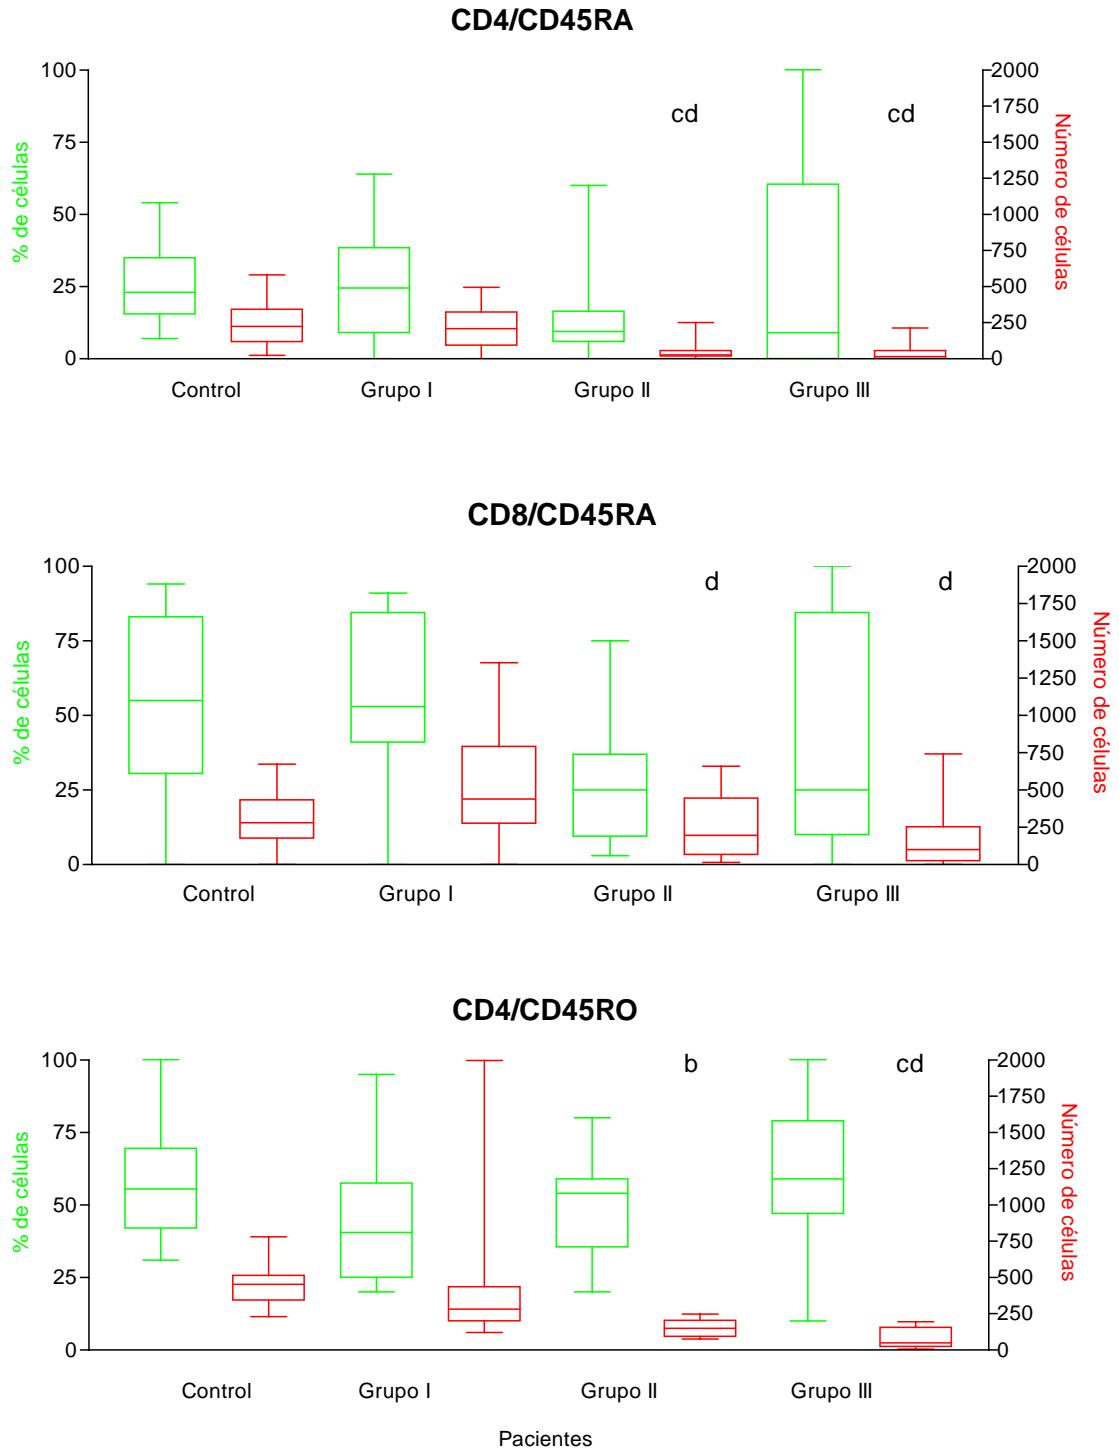 CD4/CD45RA
100
75
50
25
0
% de células
cd
cd
2000
1750
1500
1250
1000
750
500
250
0
Número de células
Control
Grupo I
Grupo II
Grupo III
CD8/CD45RA
100
75
50
25
0
% de células
d
d
2000
1750
1500
1250
1000
750
500
250
0
Número de células
Control
Grupo I
Grupo II
Grupo III
CD4/CD45RO
100
75
50
25
0
% de células
b
cd
2000
1750
1500
1250
1000
750
500
250
0
Número de células
Control
Grupo I
Grupo II
Grupo III
Pacientes